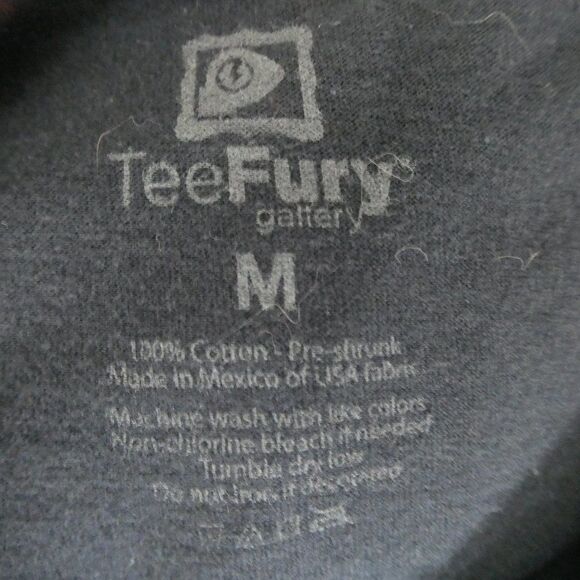 TeeFury
gallery
M
100% Cotton - Pre-shrunk
Made in Mexico of USA fabric
Machine wash with like colors
Non-chlorine bleach if needed
Tumble dry low
Do not iron if decorated